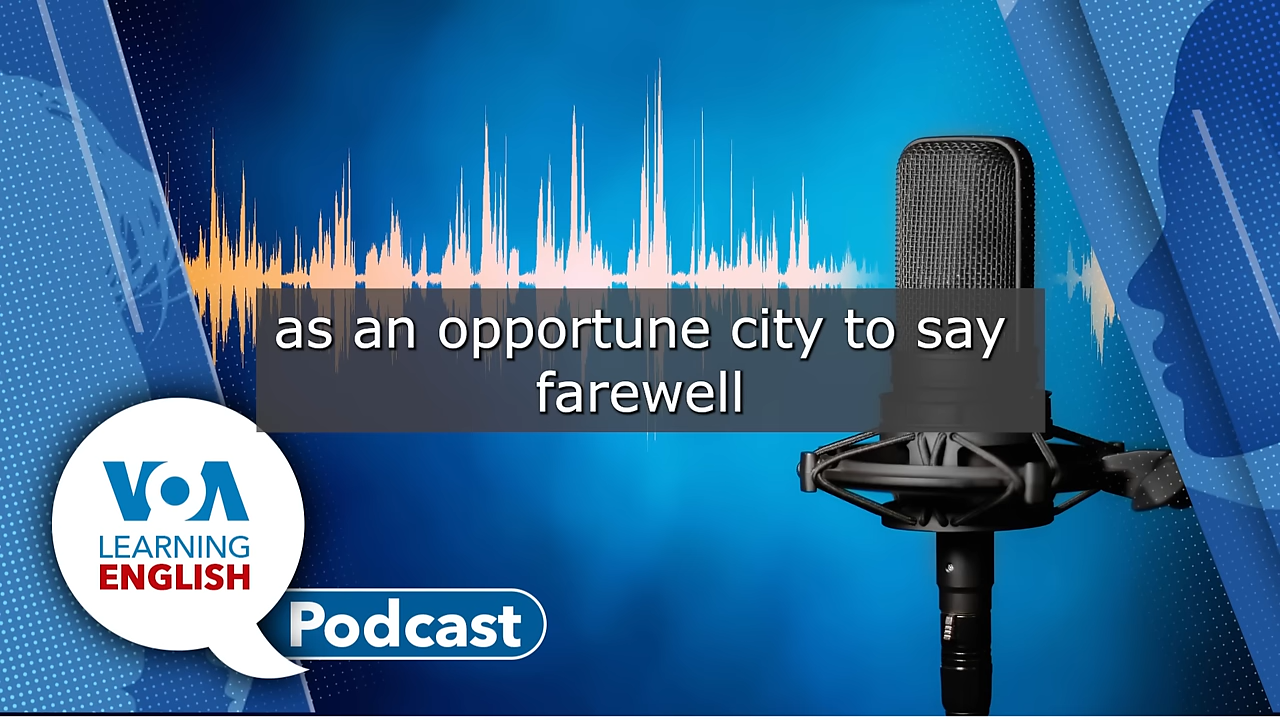 as an opportune city to say
farewell
VOA
LEARNING
ENGLISH
Podcast